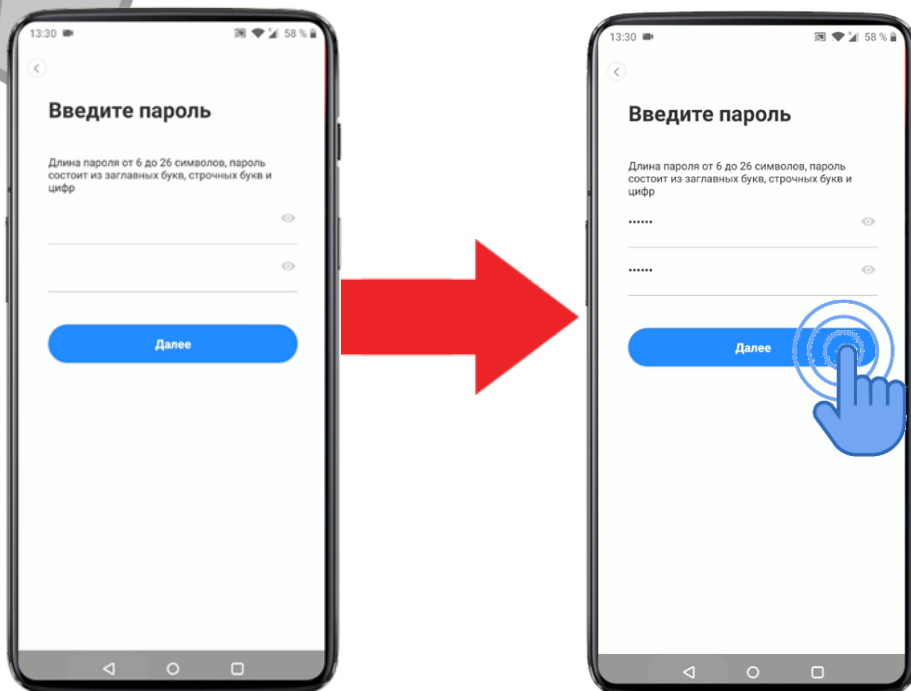 13:30
58 %
Введите пароль
Длина пароля от 6 до 26 символов, пароль
состоит из заглавных букв, строчных букв и
цифр
Далее
13:30
58 %
Введите пароль
Длина пароля от 6 до 26 символов, пароль
состоит из заглавных букв, строчных букв и
цифр
••••••
••••••
Далее